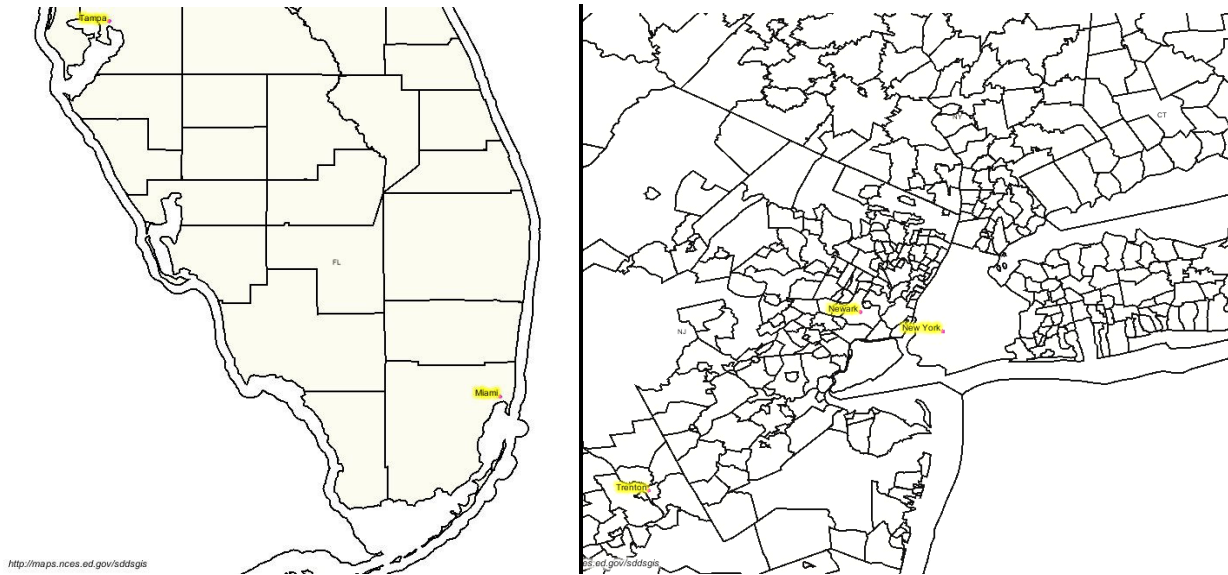 Tampa
FL
Miami
http://maps.nces.ed.gov/sddsgis
NY
CT
Newark
New York
NJ
Trenton
es.ed.gov/sddsgis